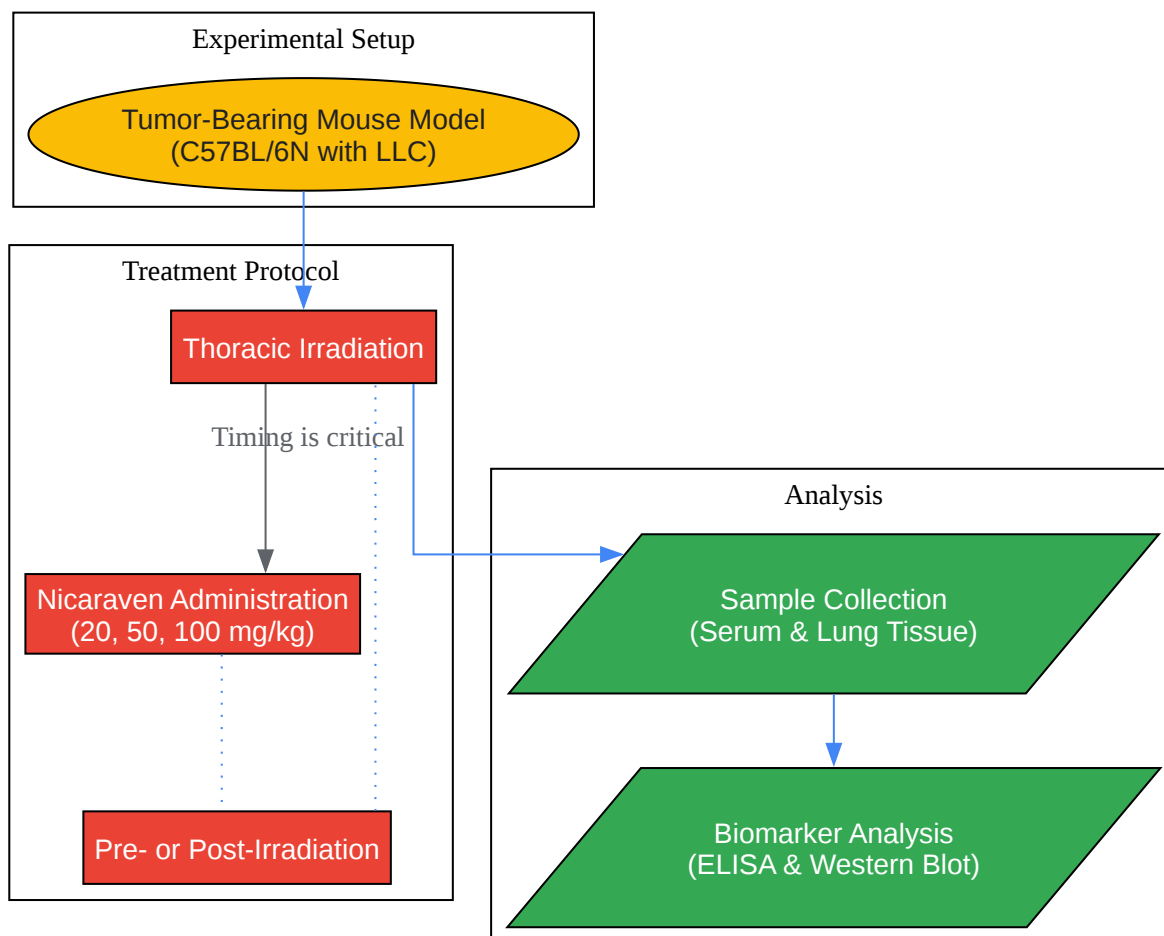 Experimental Setup
Tumor-Bearing Mouse Model
(C57BL/6N with LLC)
Treatment Protocol
Thoracic Irradiation
Timing is critical
Analysis
Nicaraven Administration
(20, 50, 100 mg/kg)
Sample Collection
(Serum & Lung Tissue)
Pre- or Post-Irradiation
Biomarker Analysis
(ELISA & Western Blot)